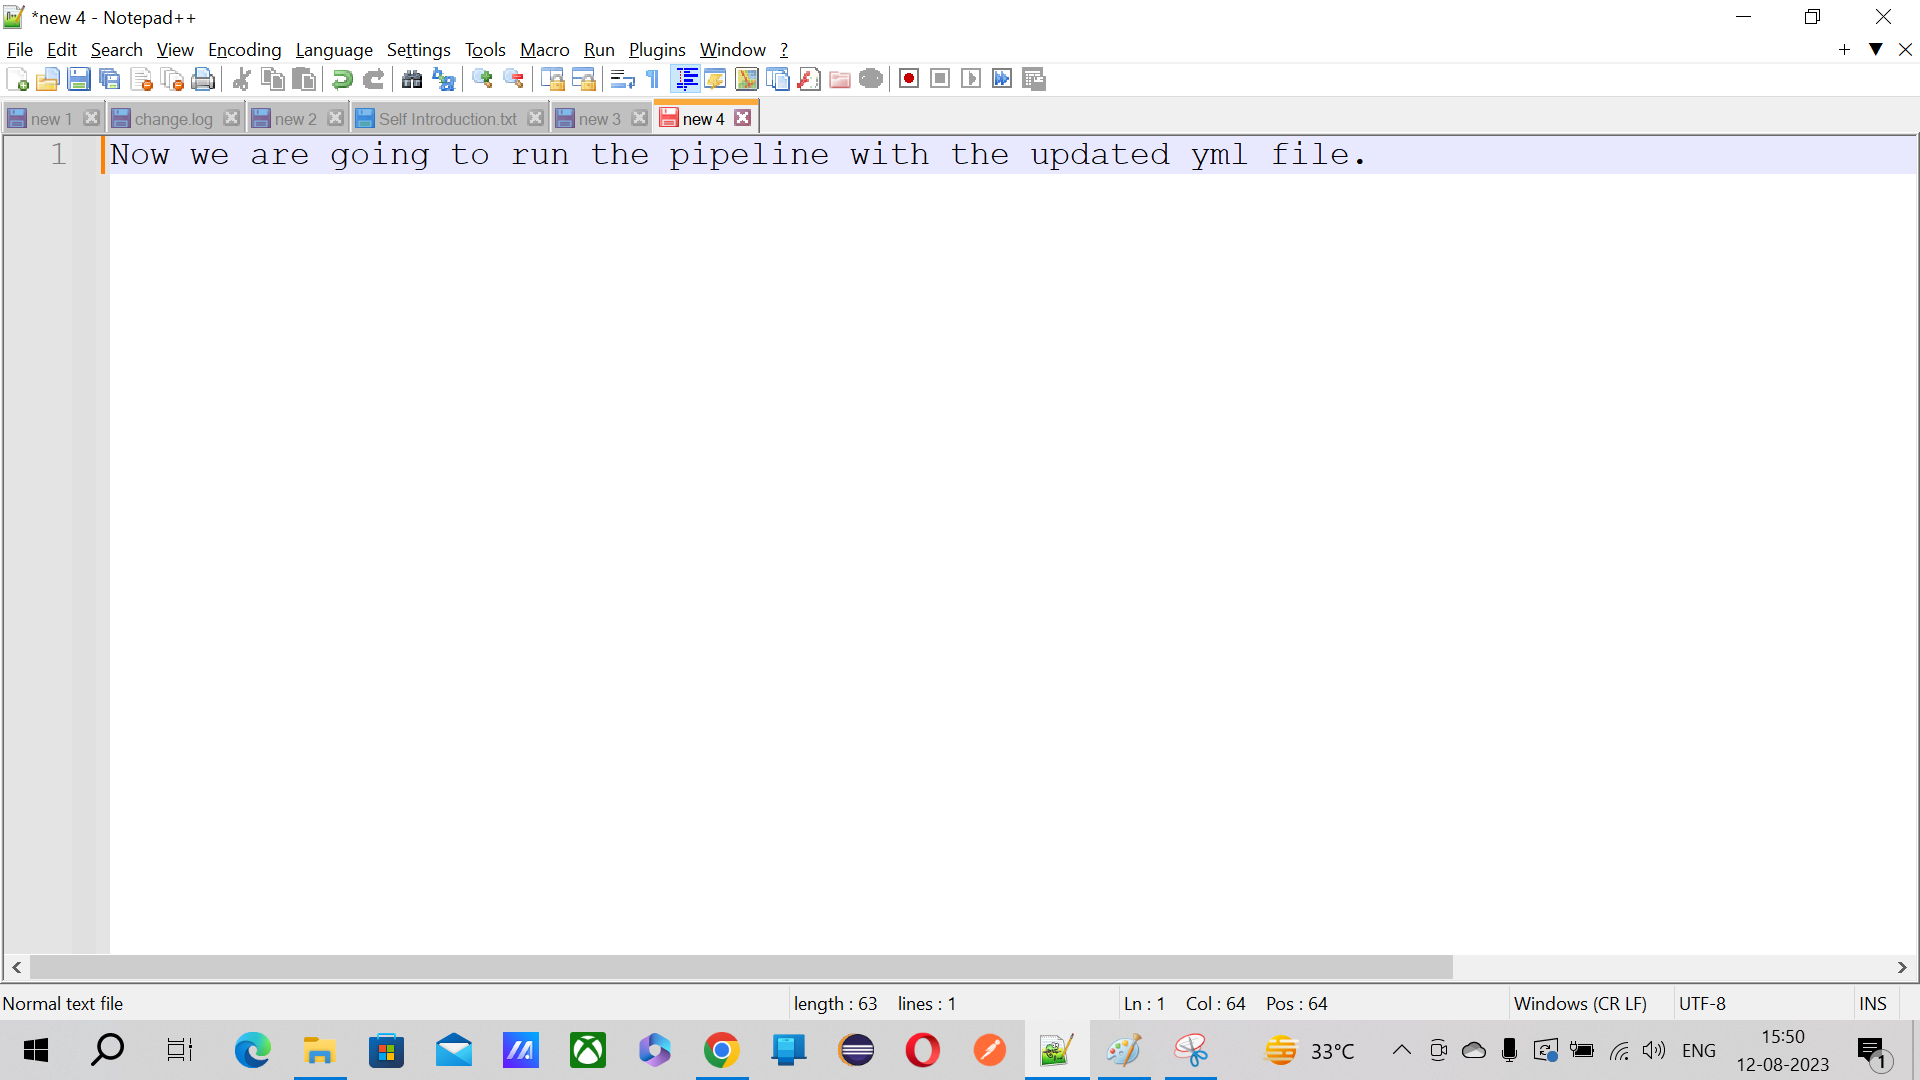 *new 4 - Notepad++
File Edit Search View Encoding Language Settings Tools Macro Run Plugins Window ?
new 1 change.log new 2 Self Introduction.txt new 3 new 4
1 Now we are going to run the pipeline with the updated yml file.
Normal text file length : 63 lines : 1 Ln : 1 Col : 64 Pos : 64 Windows (CR LF) UTF-8 INS
33°C ENG 15:50
12-08-2023 1